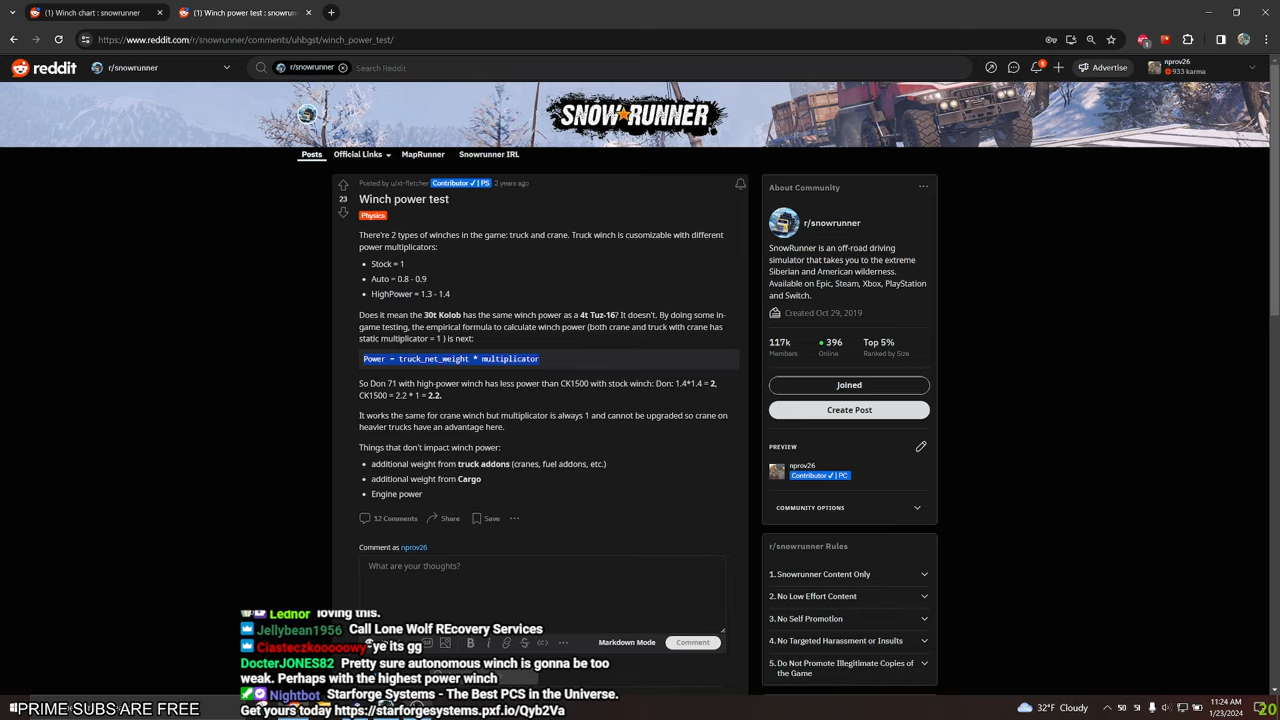 (1) Winch chart : snowrunner
(1) Winch power test : snowrunner
https://www.reddit.com/r/snowrunner/comments/uhbgst/winch_power_test/
reddit
r/snowrunner
r/snowrunner
Search Reddit
Advertise
nprov26
933 karma
SNOWRUNNER
Posts
Official Links
MapRunner
Snowrunner IRL
Posted by u/xt-fletcher Contributor ✓ | PS 2 years ago
23
Winch power test
Physics
There're 2 types of winches in the game: truck and crane. Truck winch is cusomizable with different
power multiplicators:
• Stock = 1
• Auto = 0.8 - 0.9
• HighPower = 1.3 - 1.4
Does it mean the 30t Kolob has the same winch power as a 4t Tuz-16? It doesn't. By doing some in-
game testing, the empirical formula to calculate winch power (both crane and truck with crane has
static multiplicator = 1 ) is next:
Power = truck_net_weight * multiplicator
So Don 71 with high-power winch has less power than CK1500 with stock winch: Don: 1.4*1.4 = 2,
CK1500 = 2.2 * 1 = 2.2.
It works the same for crane winch but multiplicator is always 1 and cannot be upgraded so crane on
heavier trucks have an advantage here.
Things that don't impact winch power:
• additional weight from truck addons (cranes, fuel addons, etc.)
• additional weight from Cargo
• Engine power
12 Comments
Share
Save
Comment as nprov26
What are your thoughts?
Markdown Mode
Comment
About Community
r/snowrunner
SnowRunner is an off-road driving
simulator that takes you to the extreme
Siberian and American wilderness.
Available on Epic, Steam, Xbox, PlayStation
and Switch.
Created Oct 29, 2019
117k
Members
396
Online
Top 5%
Ranked by Size
Joined
Create Post
PREVIEW
nprov26
Contributor ✓ | PC
COMMUNITY OPTIONS
r/snowrunner Rules
1. Snowrunner Content Only
2. No Low Effort Content
3. No Self Promotion
4. No Targeted Harassment or Insults
5. Do Not Promote Illegitimate Copies of
the Game
Lednor loving this.
Jellybean1956 Call Lone Wolf REcovery Services
Ciasteczkooooowy ye its gg
DocterJONES82 Pretty sure autonomous winch is gonna be too
weak. Perhaps with the highest power winch
Nightbot Starforge Systems - The Best PCS in the Universe.
Get yours today https://starforgesystems.pxf.io/Qyb2Va
PRIME SUBS ARE FREE
32°F Cloudy
11:24 AM
1/23/2024
20